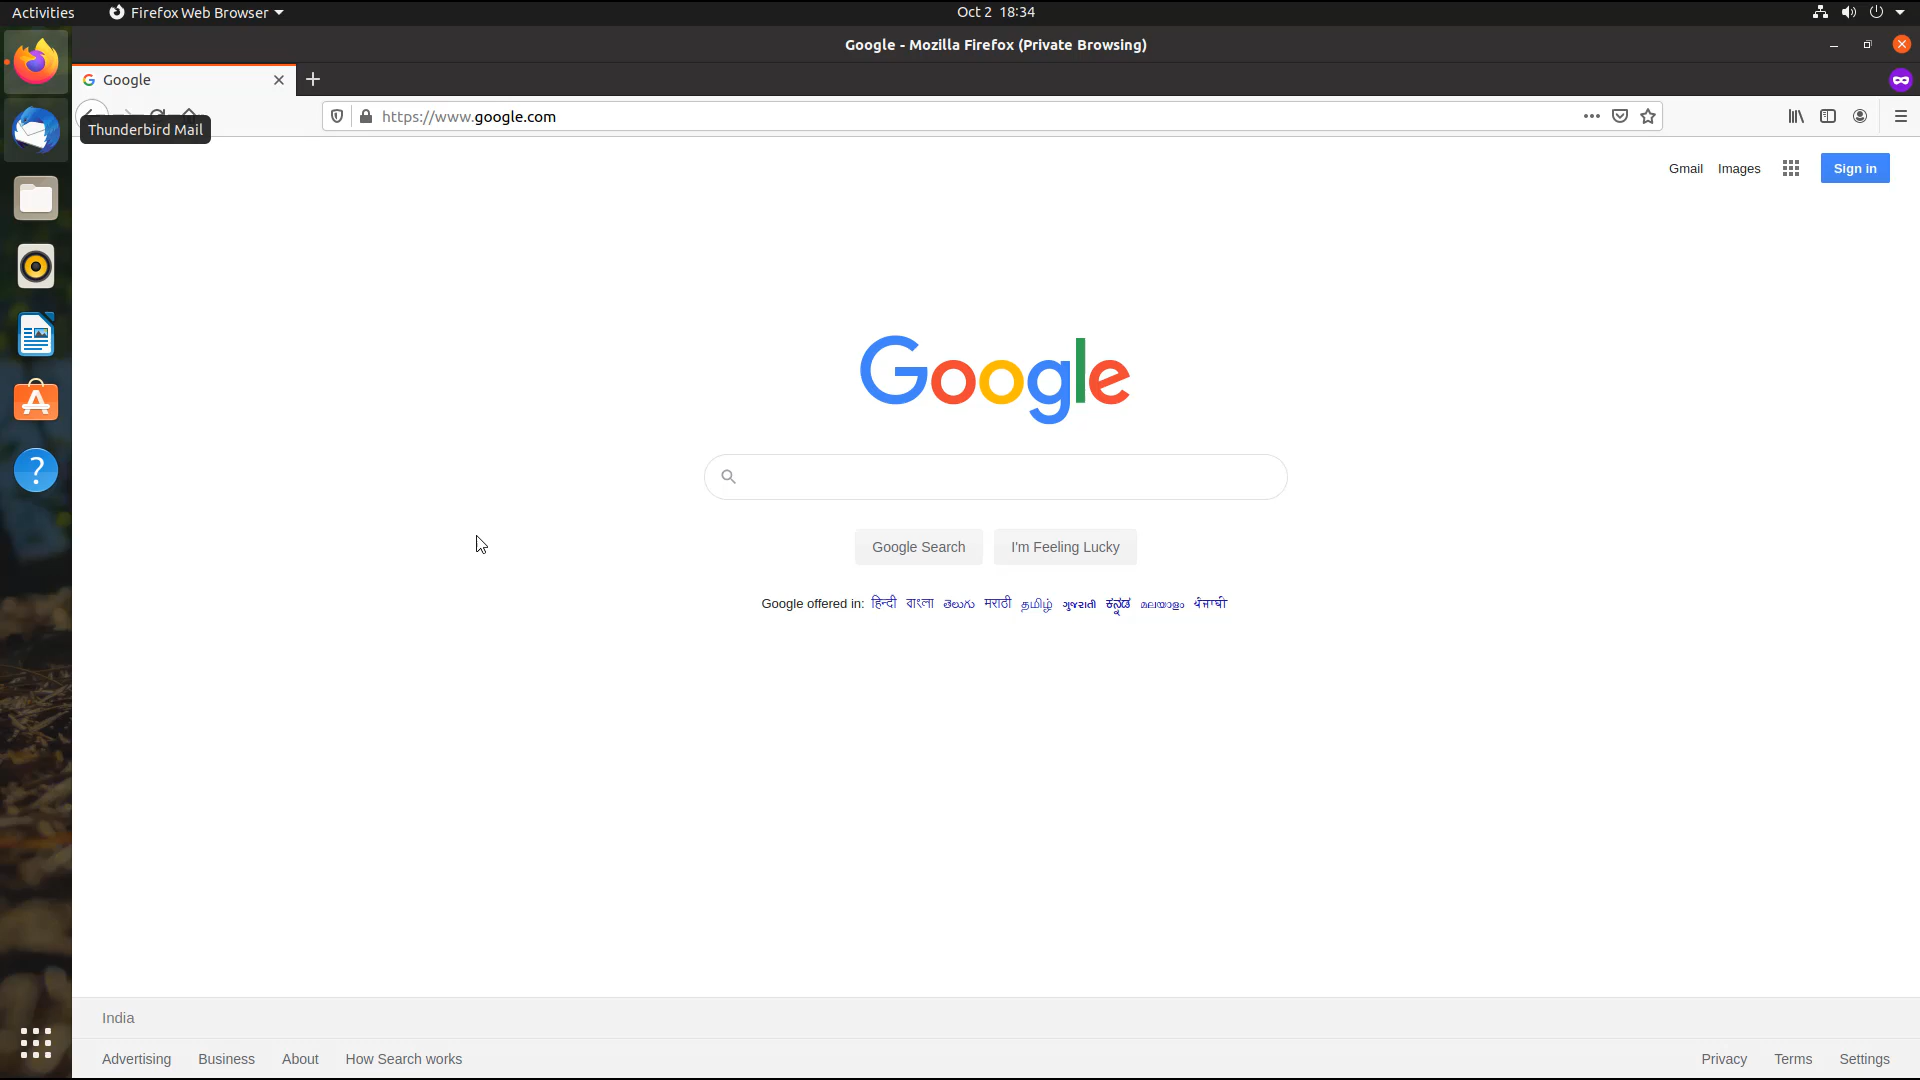 Activities Firefox Web Browser Oct 2 18:34
Google - Mozilla Firefox (Private Browsing)
Google
https://www.google.com
Thunderbird Mail
Gmail Images Sign in
Google
Google Search I'm Feeling Lucky
Google offered in: हिन्दी বাংলা తెలుగు मराठी தமிழ் ગુજરાતી ಕನ್ನಡ മലയാളം ਪੰਜਾਬੀ
India
Advertising Business About How Search works Privacy Terms Settings